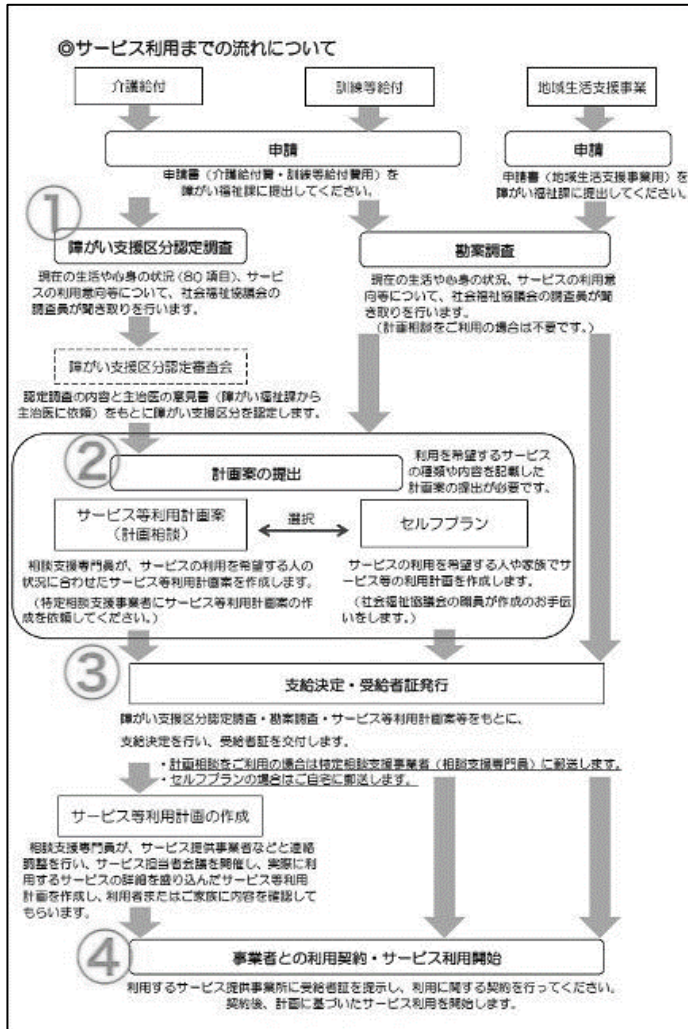 ◎サービス利用までの流れについて
介護給付
訓練等給付
地域生活支援事業
申請
申請書（介護給付費・訓練等給付費用）を
障がい福祉課に提出してください。
申請
申請書（地域生活支援事業用）を
障がい福祉課に提出してください。
①
障がい支援区分認定調査
現在の生活や心身の状況（80項目）、サービ
スの利用意向等について、社会福祉協議会の
調査員が聞き取りを行います。
勘案調査
現在の生活や心身の状況、サービスの利用意
向等について、社会福祉協議会の調査員が聞
き取りを行います。
（計画相談をご利用の場合は不要です。）
障がい支援区分認定審査会
認定調査の内容と主治医の意見書（障がい福祉課から
主治医に依頼）をもとに障がい支援区分を認定します。
②
計画案の提出
利用を希望するサービス
の種類や内容を記載した
計画案の提出が必要です。
サービス等利用計画案
（計画相談）
選択
セルフプラン
相談支援専門員が、サービスの利用を希望する人の
状況に合わせたサービス等利用計画案を作成します。
（特定相談支援事業者にサービス等利用計画案の作
成を依頼してください。）
サービスの利用を希望する人や家族でサ
ービス等の利用計画を作成します。
（社会福祉協議会の職員が作成のお手伝
いをします。）
③
支給決定・受給者証発行
障がい支援区分認定調査・勘案調査・サービス等利用計画案等をもとに、
支給決定を行い、受給者証を交付します。
・計画相談をご利用の場合は特定相談支援事業者（相談支援専門員）に郵送します。
・セルフプランの場合はご自宅に郵送します。
サービス等利用計画の作成
相談支援専門員が、サービス提供事業者などと連絡
調整を行い、サービス担当者会議を開催し、実際に利
用するサービスの詳細を盛り込んだサービス等利用
計画を作成し、利用者またはご家族に内容を確認して
もらいます。
④
事業者との利用契約・サービス利用開始
利用するサービス提供事業所に受給者証を提示し、利用に関する契約を行ってください。
契約後、計画に基づいたサービス利用を開始します。